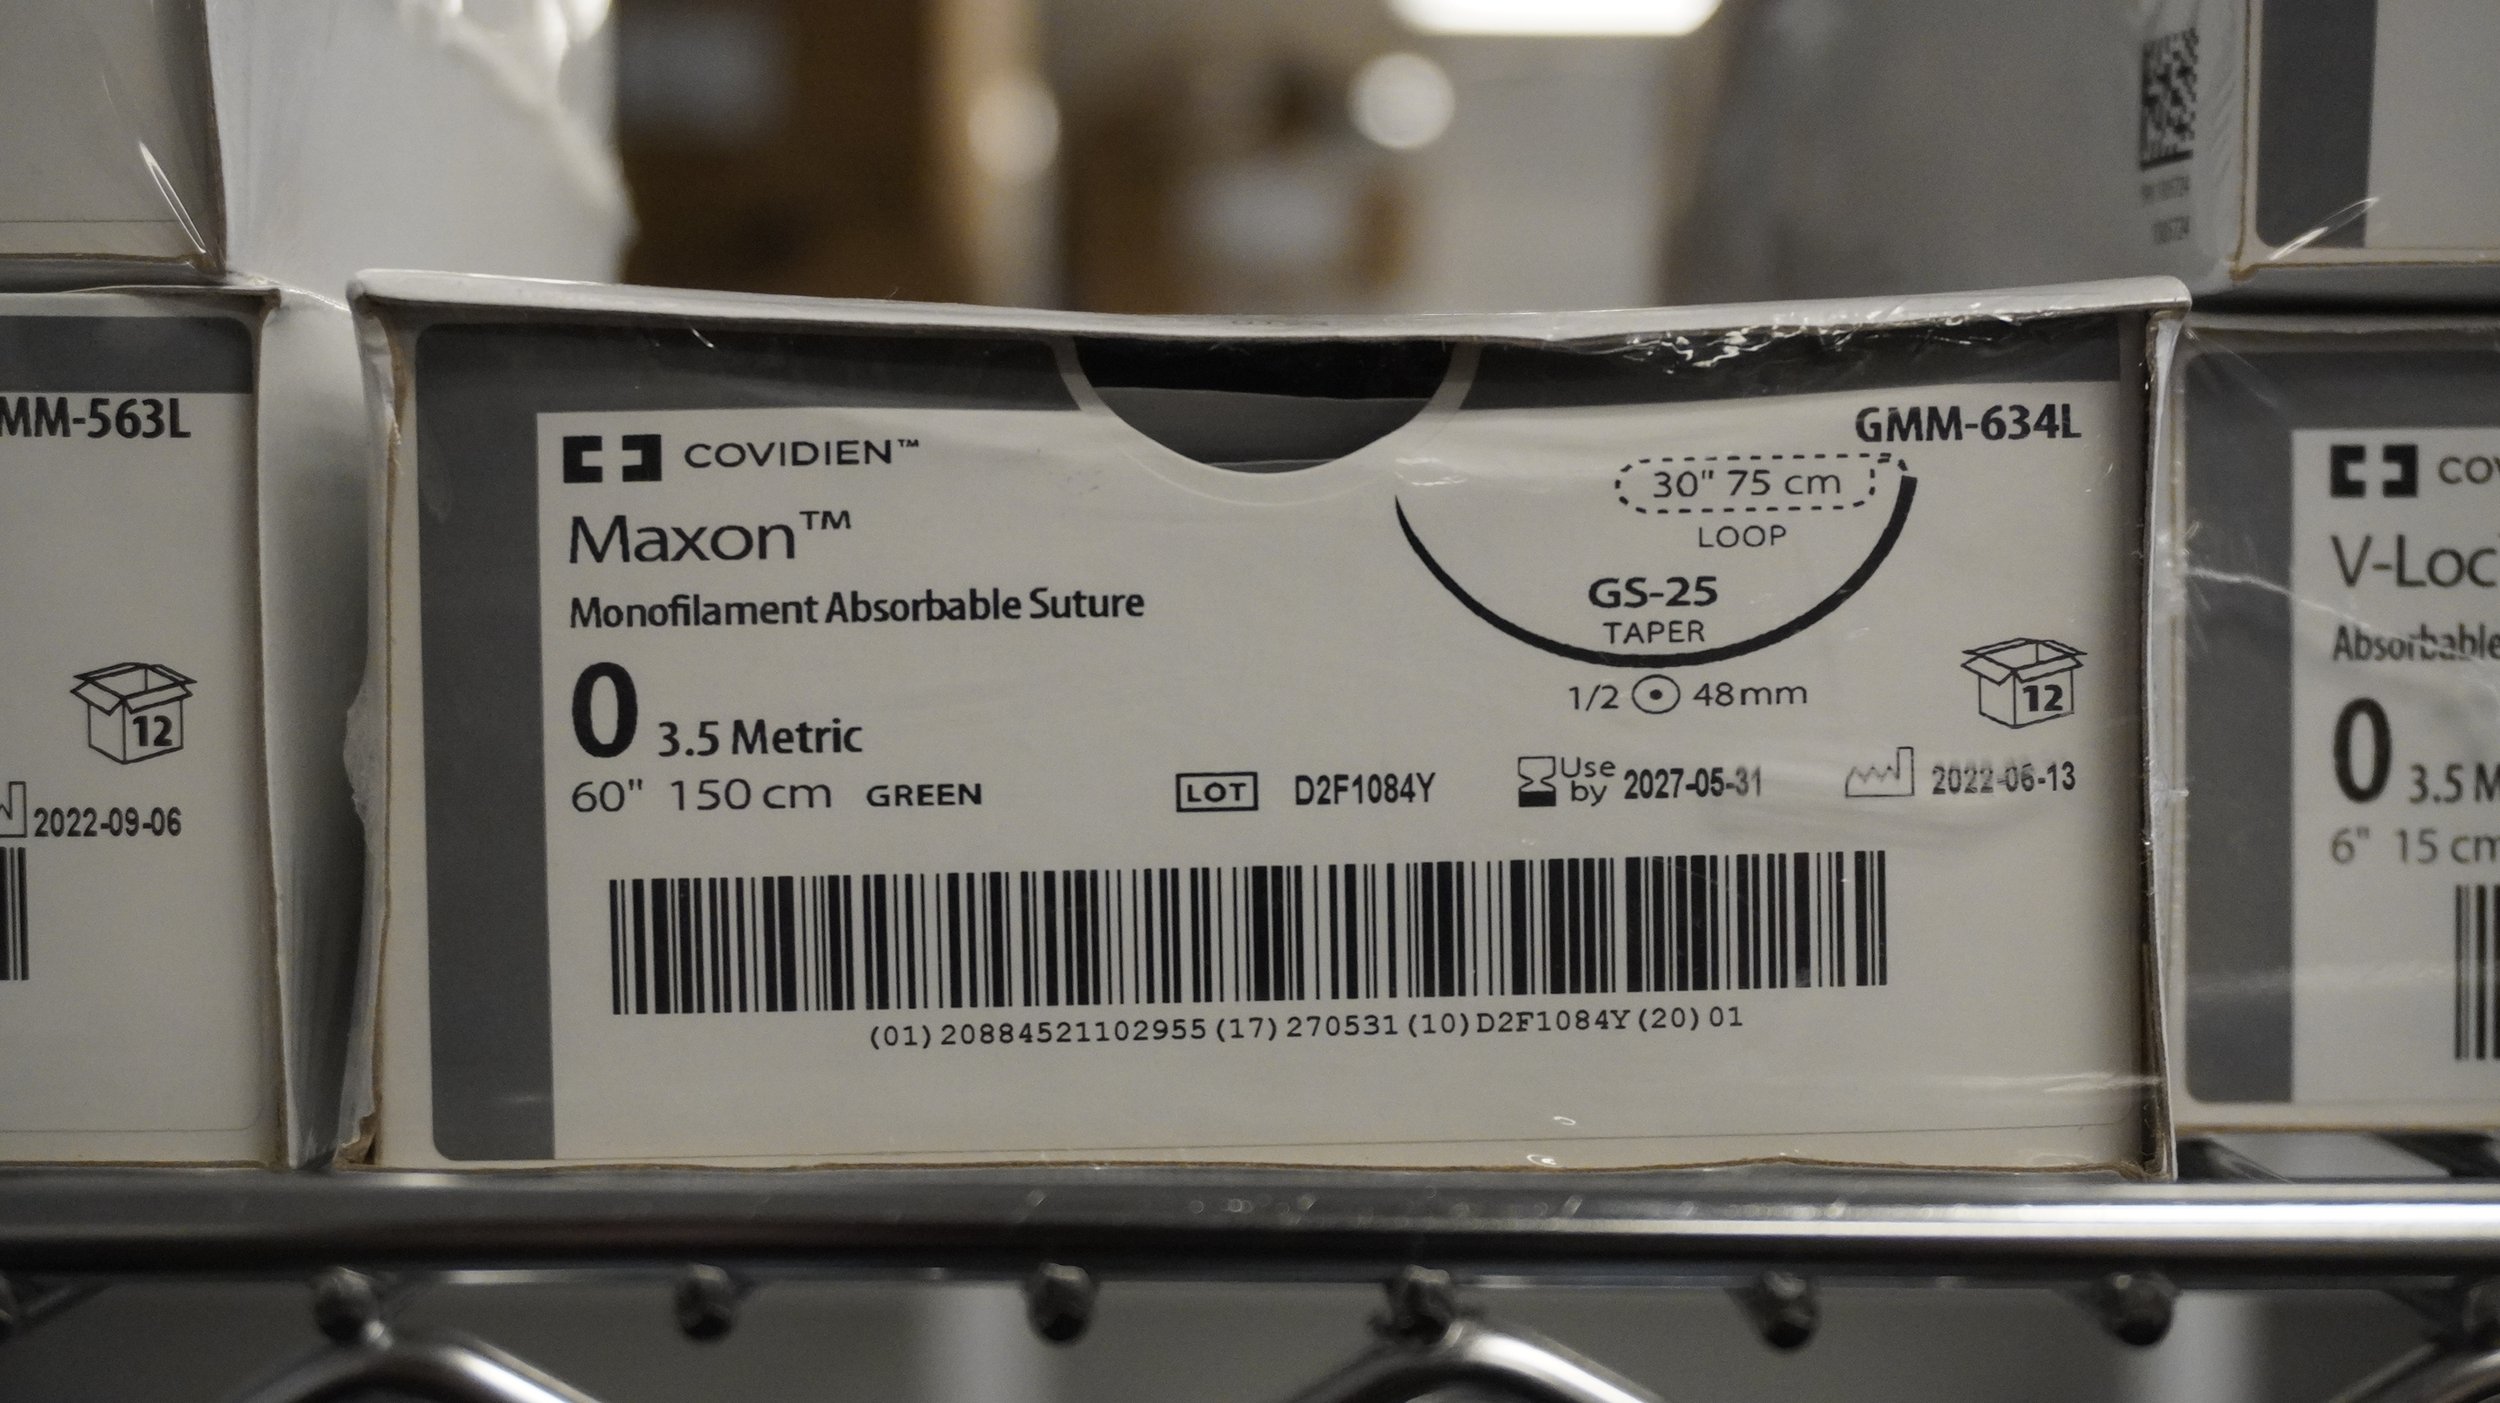 MM-563L
12
2022-09-06
COVIDIEN™
Maxon™
Monofilament Absorbable Suture
0 3.5 Metric
60" 150 cm GREEN
GMM-634L
30" 75 cm
LOOP
GS-25
TAPER
1/2 48mm
12
LOT D2F1084Y
Use by 2027-05-31
2022-06-13
(01)20884521102955(17)270531(10)D2F1084Y(20)01
COV
V-Loc
Absorbable
0 3.5 M
6" 15 cm